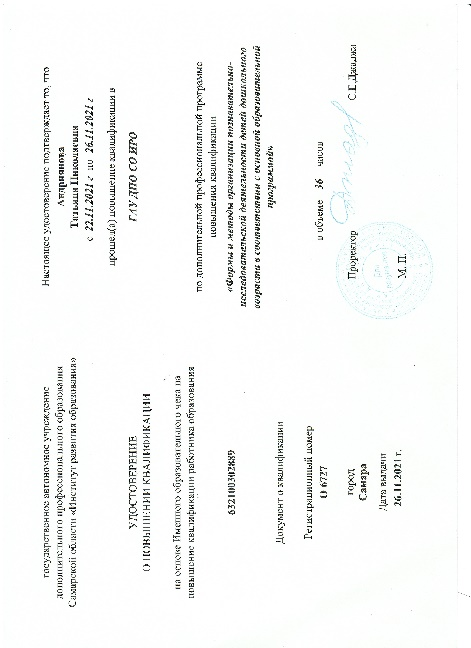 государственное автономное учреждение
дополнительного профессионального образования
Самарской области «Институт развития образования»
УДОСТОВЕРЕНИЕ
О ПОВЫШЕНИИ КВАЛИФИКАЦИИ
на основе Именного образовательного чека на
повышение квалификации работника образования
632100302889
Документ о квалификации
Регистрационный номер
О 6727
город
Самара
Дата выдачи
26.11.2021 г.
Настоящее удостоверение подтверждает то, что
Андриянова
Татьяна Николаевна
с 22.11.2021 г по 26.11.2021 г
прошел(а) повышение квалификации в
ГАУ ДПО СО ИРО
по дополнительной профессиональной программе
повышения квалификации
«Формы и методы организации познавательно-
исследовательской деятельности детей дошкольного
возраста в соответствии с основной образовательной
программой»
в объеме 36 часов
Проректор
М. П.